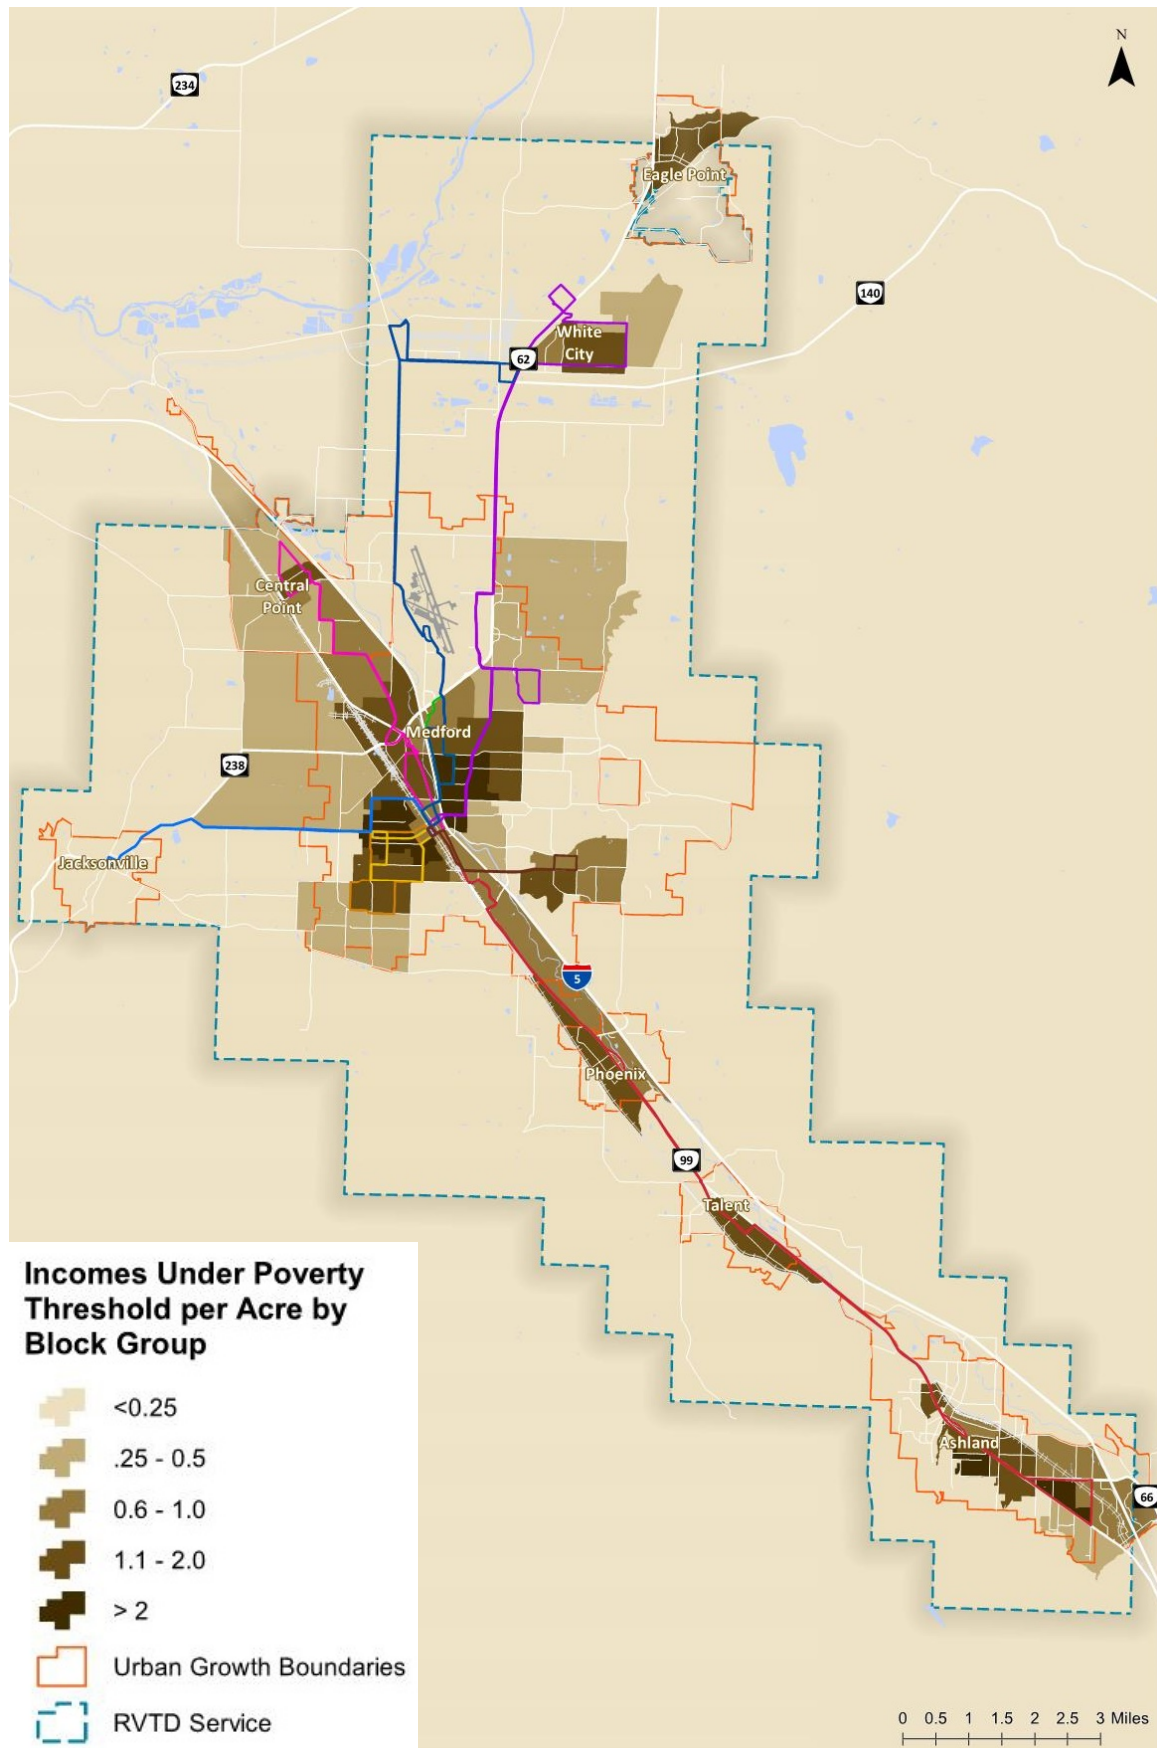 N
234
Eagle Point
140
White
City
62
Central
Point
Medford
238
Jacksonville
5
Phoenix
99
Talent
Ashland
66
Incomes Under Poverty
Threshold per Acre by
Block Group
<0.25
.25 - 0.5
0.6 - 1.0
1.1 - 2.0
> 2
Urban Growth Boundaries
RVTD Service
0 0.5 1 1.5 2 2.5 3 Miles